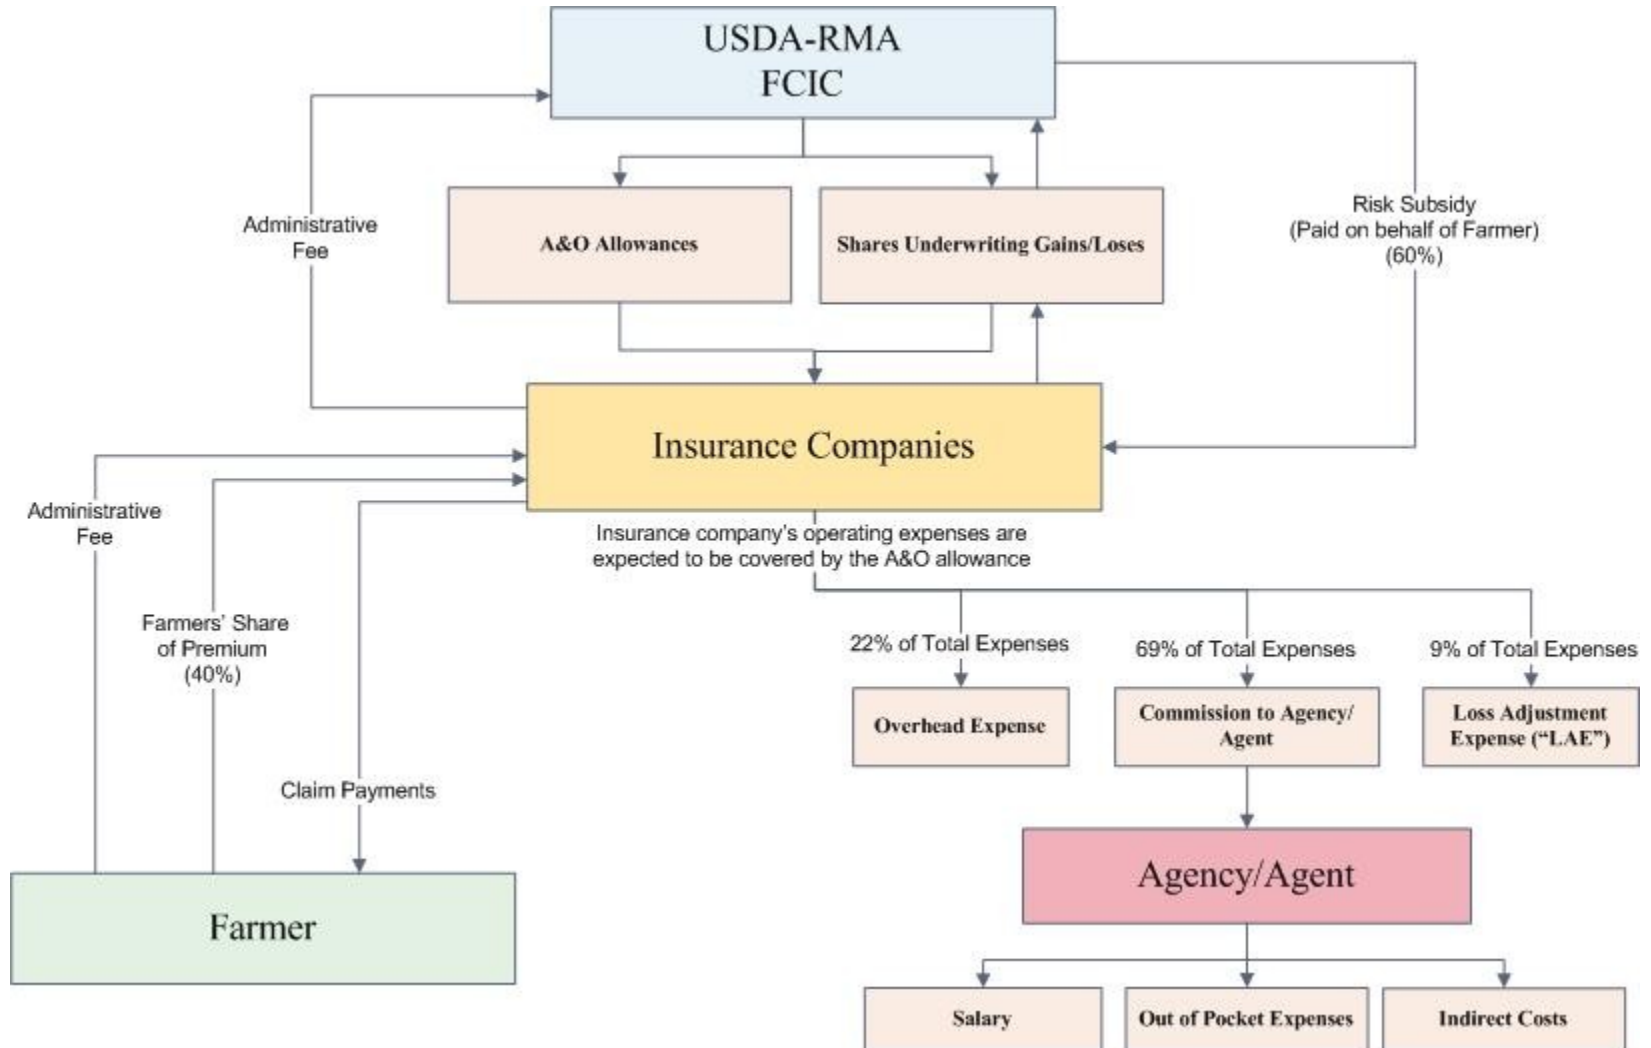 USDA-RMA
FCIC
Administrative
Fee
A&O Allowances
Shares Underwriting Gains/Loses
Risk Subsidy
(Paid on behalf of Farmer)
(60%)
Insurance Companies
Administrative
Fee
Insurance company's operating expenses are
expected to be covered by the A&O allowance
Farmers' Share
of Premium
(40%)
22% of Total Expenses
69% of Total Expenses
9% of Total Expenses
Overhead Expense
Commission to Agency/
Agent
Loss Adjustment
Expense (“LAE”)
Claim Payments
Agency/Agent
Farmer
Salary
Out of Pocket Expenses
Indirect Costs